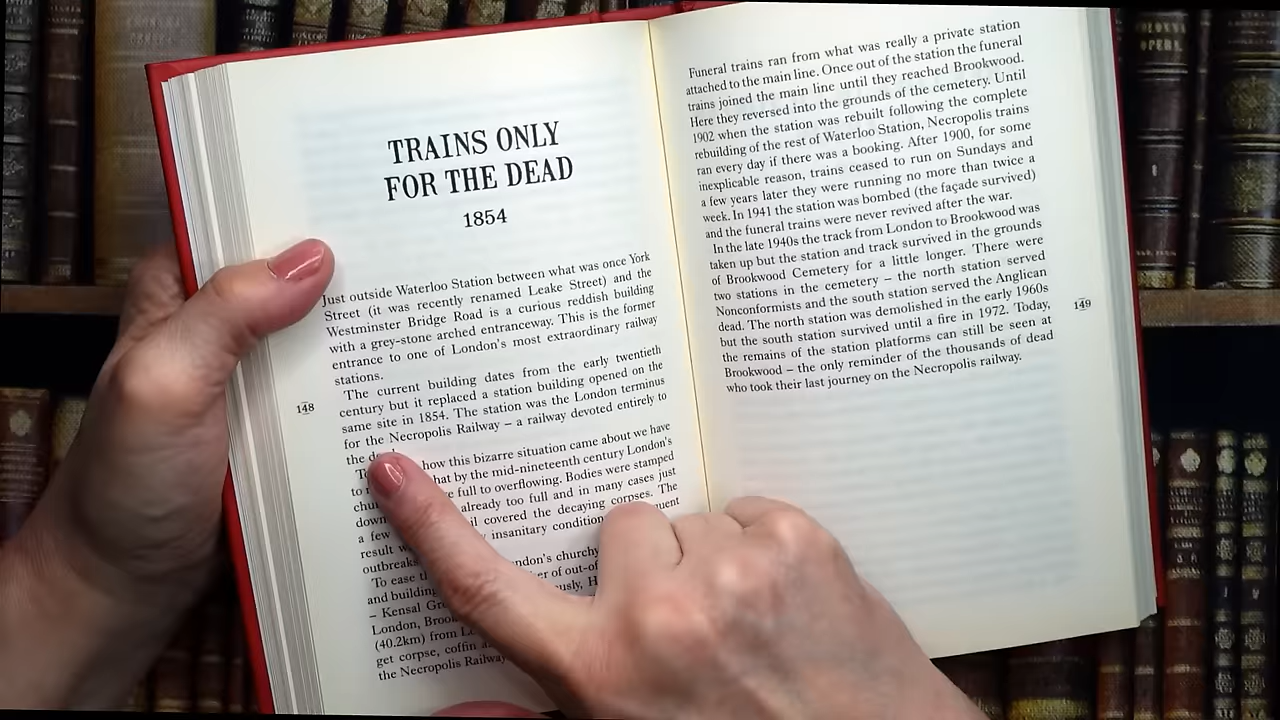 TRAINS ONLY
FOR THE DEAD
1854
Just outside Waterloo Station between what was once York
Street (it was recently renamed Leake Street) and the
Westminster Bridge Road is a curious reddish building
with a grey-stone arched entranceway. This is the former
entrance to one of London's most extraordinary railway
stations.
The current building dates from the early twentieth
century but it replaced a station building opened on the
same site in 1854. The station was the London terminus
for the Necropolis Railway – a railway devoted entirely to
the
how this bizarre situation came about we have
to hat by the mid-nineteenth century London's
full to overflowing. Bodies were stamped
down already too full and in many cases just
a few covered the decaying corpses. The
result insanitary
outbreaks
To ease London's
and building of
– Kensal
London,
(40.2km) from
get corpse, coffin
the Necropolis Railway
148
Funeral trains ran from what was really a private station
attached to the main line. Once out of the station the funeral
trains joined the main line until they reached Brookwood.
Here they reversed into the grounds of the cemetery. Until
1902 when the station was rebuilt following the complete
rebuilding of the rest of Waterloo Station, Necropolis trains
ran every day if there was a booking. After 1900, for some
inexplicable reason, trains ceased to run on Sundays and
a few years later they were running no more than twice a
week. In 1941 the station was bombed (the façade survived)
and the funeral trains were never revived after the war.
In the late 1940s the track from London to Brookwood was
taken up but the station and track survived in the grounds
of Brookwood Cemetery for a little longer. There were
two stations in the cemetery – the north station served
Nonconformists and the south station served the Anglican
dead. The north station was demolished in the early 1960s
but the south station survived until a fire in 1972. Today,
the remains of the station platforms can still be seen at
Brookwood – the only reminder of the thousands of dead
who took their last journey on the Necropolis railway.
149
OPERA.